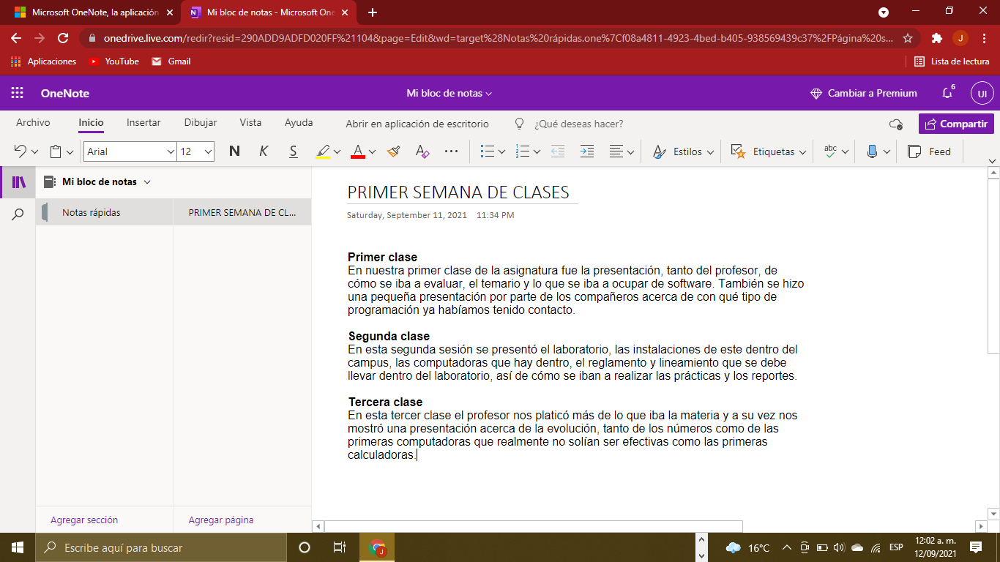 Microsoft OneNote, la aplicación
Mi bloc de notas - Microsoft One
onedrive.live.com/redir?resid=290ADD9ADFD020FF%21104&page=Edit&wd=target%28Notas%20rápidas.one%7Cf08a4811-4923-4bed-b405-938569439c37%2FPágina%20s...
J
Aplicaciones
YouTube
Gmail
Lista de lectura
OneNote
Mi bloc de notas
Cambiar a Premium
6
UI
Archivo
Inicio
Insertar
Dibujar
Vista
Ayuda
Abrir en aplicación de escritorio
¿Qué deseas hacer?
Compartir
Arial
12
N
K
S
A
A
Estilos
Etiquetas
abc
Feed
Mi bloc de notas
Notas rápidas
PRIMER SEMANA DE CL...
Agregar sección
Agregar página
PRIMER SEMANA DE CLASES
Saturday, September 11, 2021 11:34 PM
Primer clase
En nuestra primer clase de la asignatura fue la presentación, tanto del profesor, de
cómo se iba a evaluar, el temario y lo que se iba a ocupar de software. También se hizo
una pequeña presentación por parte de los compañeros acerca de con qué tipo de
programación ya habíamos tenido contacto.
Segunda clase
En esta segunda sesión se presentó el laboratorio, las instalaciones de este dentro del
campus, las computadoras que hay dentro, el reglamento y lineamiento que se debe
llevar dentro del laboratorio, así de cómo se iban a realizar las prácticas y los reportes.
Tercera clase
En esta tercer clase el profesor nos platicó más de lo que iba la materia y a su vez nos
mostró una presentación acerca de la evolución, tanto de los números como de las
primeras computadoras que realmente no solían ser efectivas como las primeras
calculadoras.
Escribe aquí para buscar
J
16°C
ESP
12:02 a. m.
12/09/2021